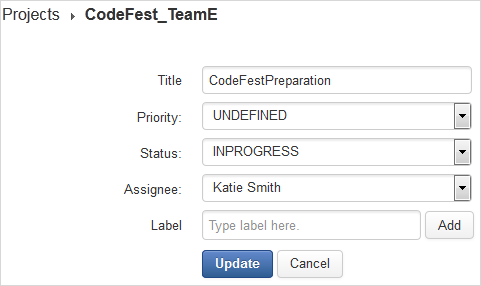 Projects ▸ CodeFest_TeamE
Title CodeFestPreparation
Priority: UNDEFINED
Status: INPROGRESS
Assignee: Katie Smith
Label Type label here. Add
Update Cancel